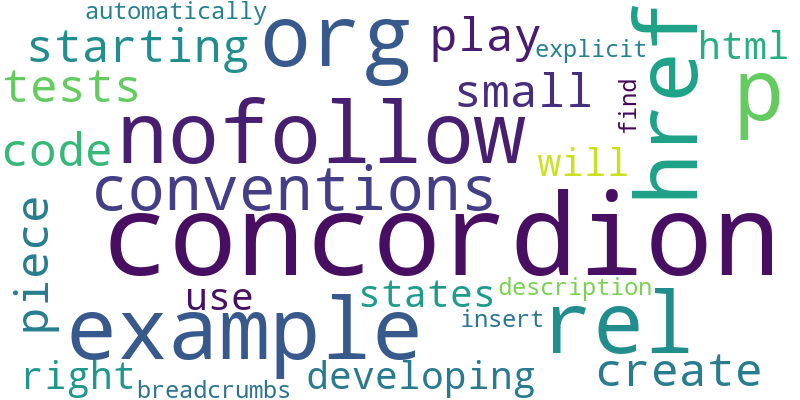 automatically
starting
org
play
explicit
html
href
p
tests
small
find
nofollow
code
will
conventions
concordion
piece
use
states
description
example
insert
rel
right
breadcrumbs
developing
create